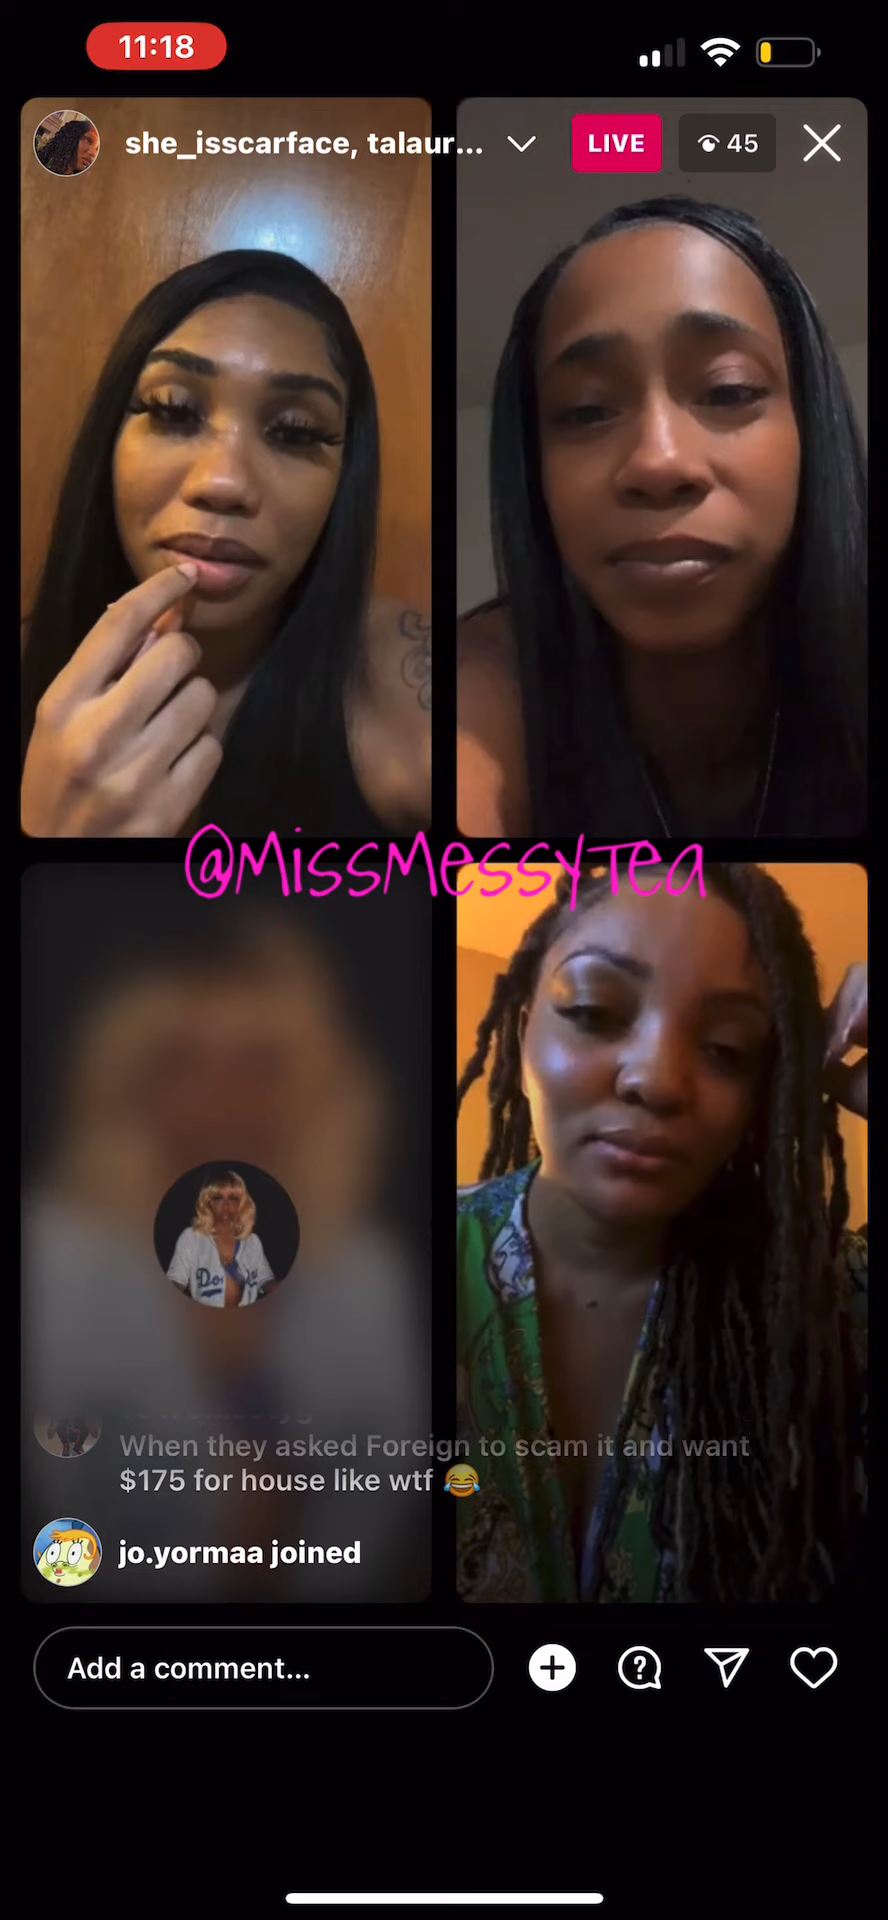 11:18
she_isscarface, talaur...
LIVE
45
@MissMessyTea
When they asked Foreign to scam it and want
$175 for house like wtf 😂
jo.yormaa joined
Add a comment...